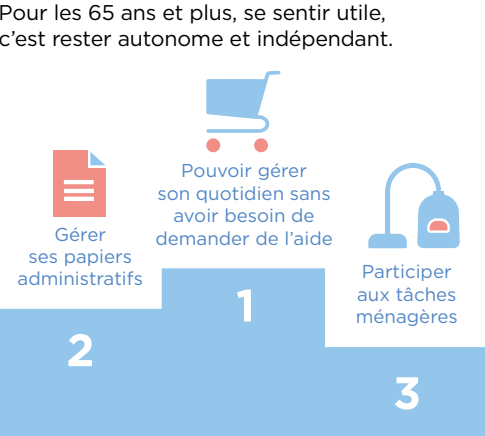 Pour les 65 ans et plus, se sentir utile,
c’est rester autonome et indépendant.
Pouvoir gérer
son quotidien sans
avoir besoin de
demander de l’aide
1
Gérer
ses papiers
administratifs
2
Participer
aux tâches
ménagères
3